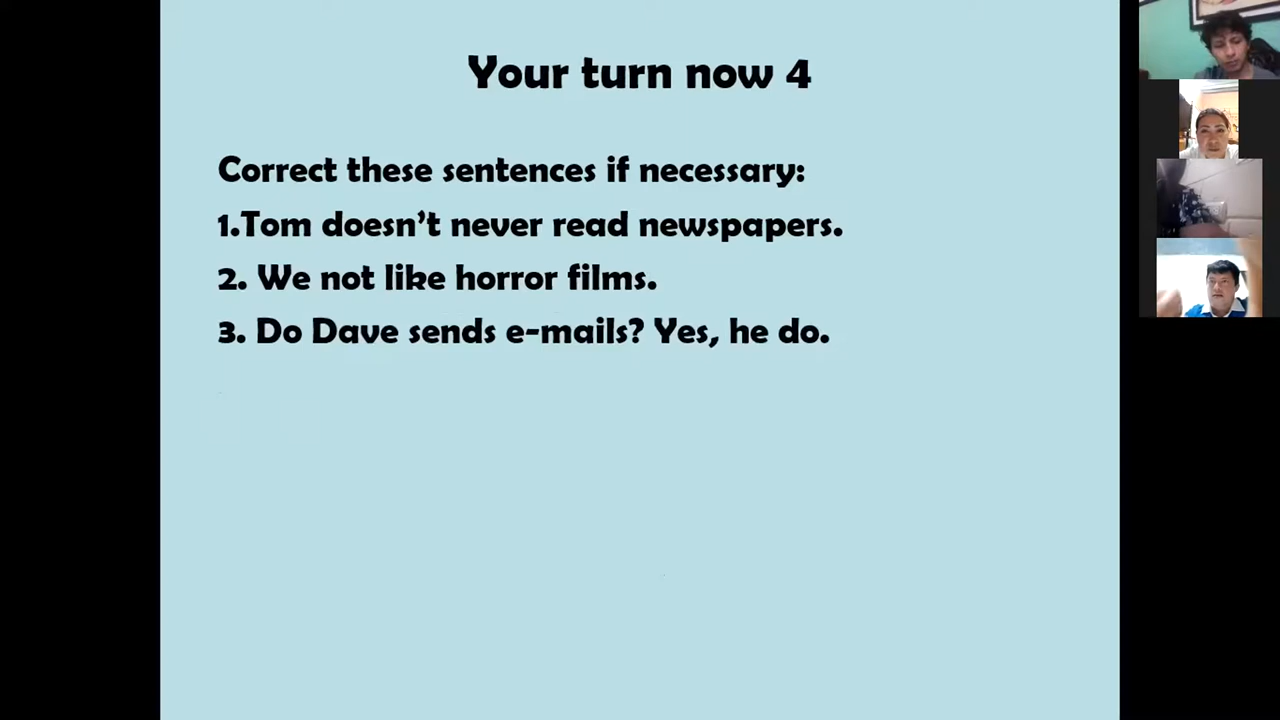 Your turn now 4
Correct these sentences if necessary:
1.Tom doesn't never read newspapers.
2. We not like horror films.
3. Do Dave sends e-mails? Yes, he do.